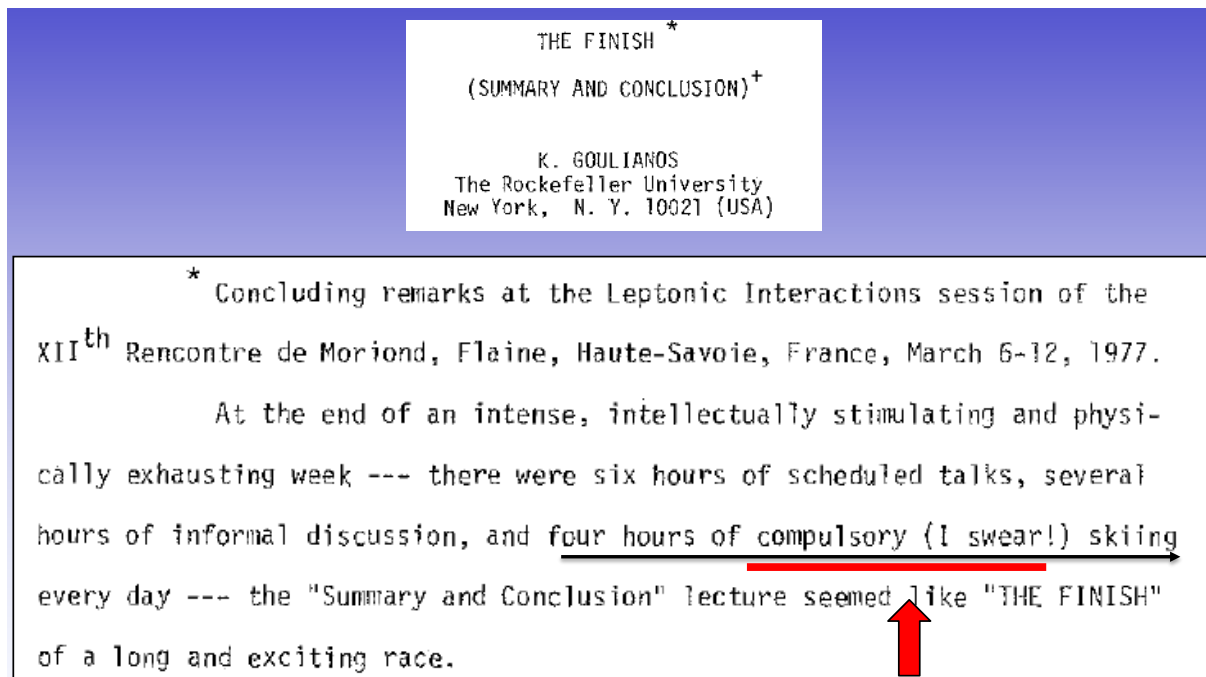 THE FINISH *
(SUMMARY AND CONCLUSION)+
K. GOULIANOS
The Rockefeller University
New York, N. Y. 10021 (USA)
* Concluding remarks at the Leptonic Interactions session of the
XIIth Rencontre de Moriond, Flaine, Haute-Savoie, France, March 6-12, 1977.
At the end of an intense, intellectually stimulating and physi-
cally exhausting week --- there were six hours of scheduled talks, several
hours of informal discussion, and four hours of compulsory (I swear!) skiing
every day --- the "Summary and Conclusion" lecture seemed like "THE FINISH"
of a long and exciting race.